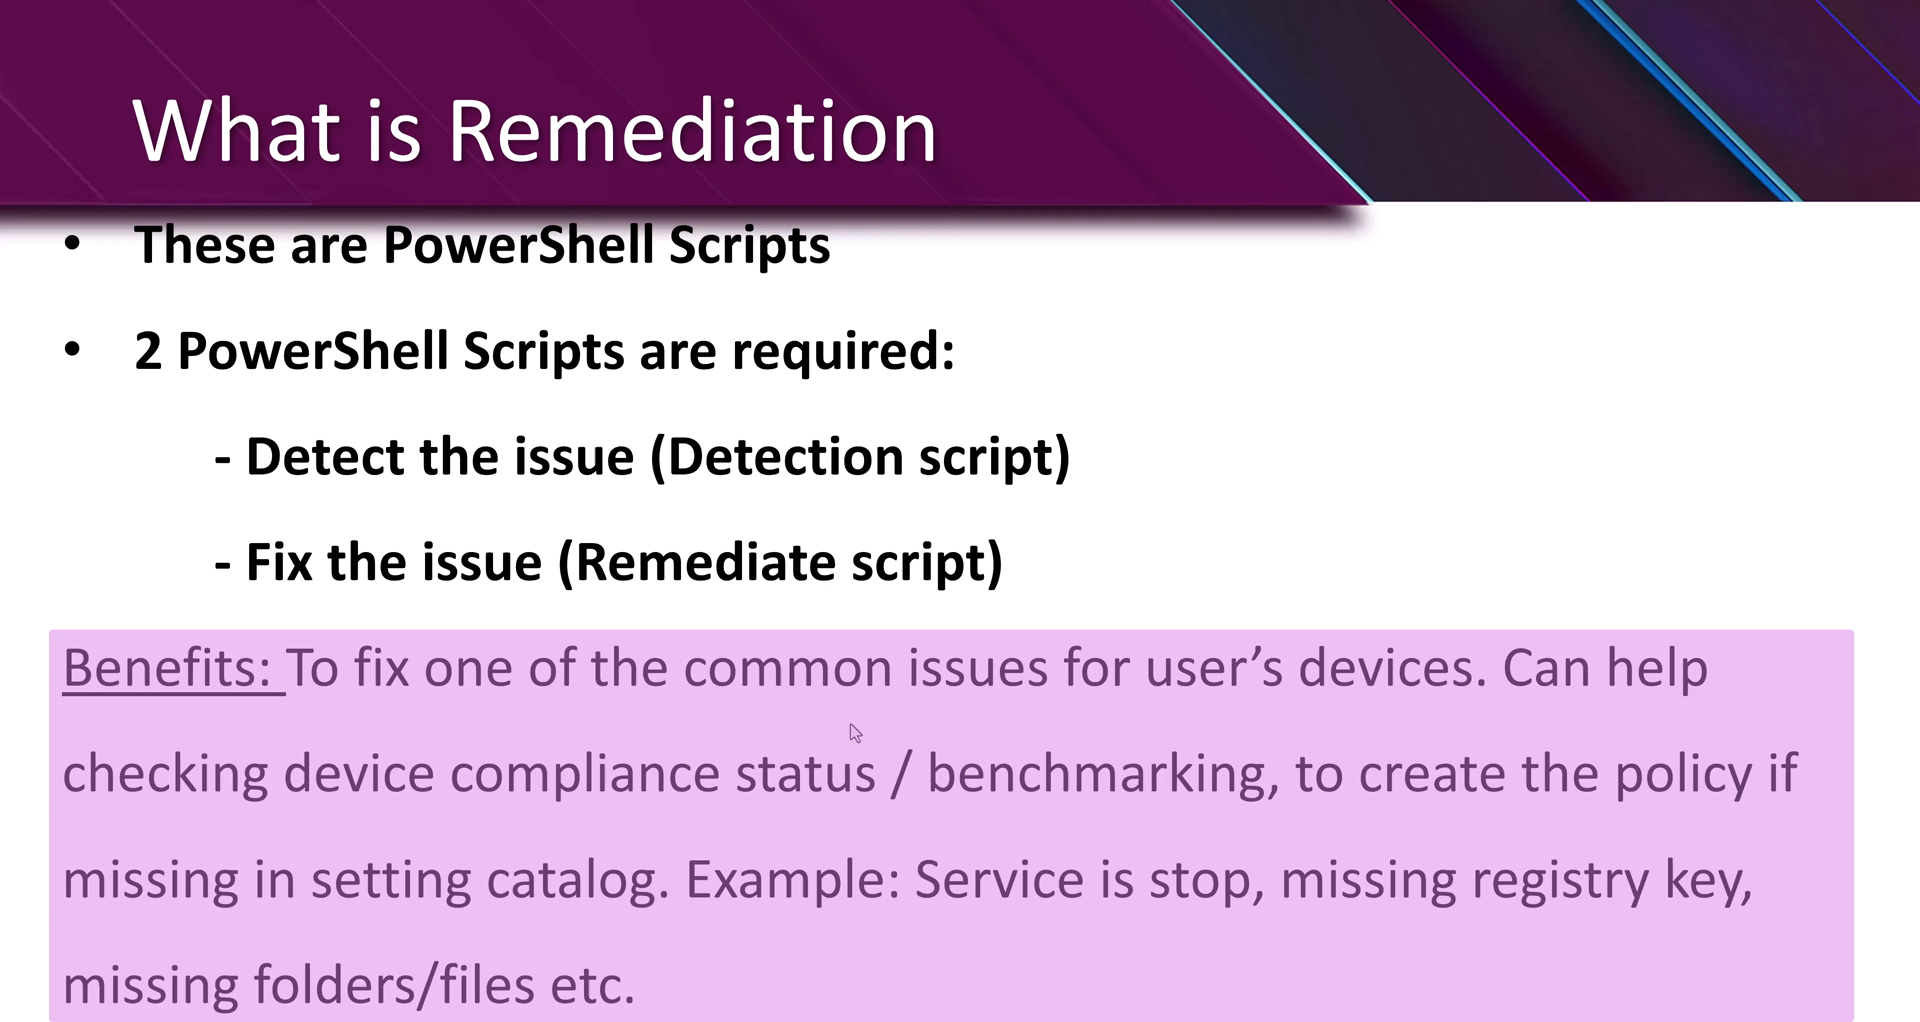 What is Remediation
• These are PowerShell Scripts
• 2 PowerShell Scripts are required:
- Detect the issue (Detection script)
- Fix the issue (Remediate script)
Benefits: To fix one of the common issues for user’s devices. Can help
checking device compliance status / benchmarking, to create the policy if
missing in setting catalog. Example: Service is stop, missing registry key,
missing folders/files etc.